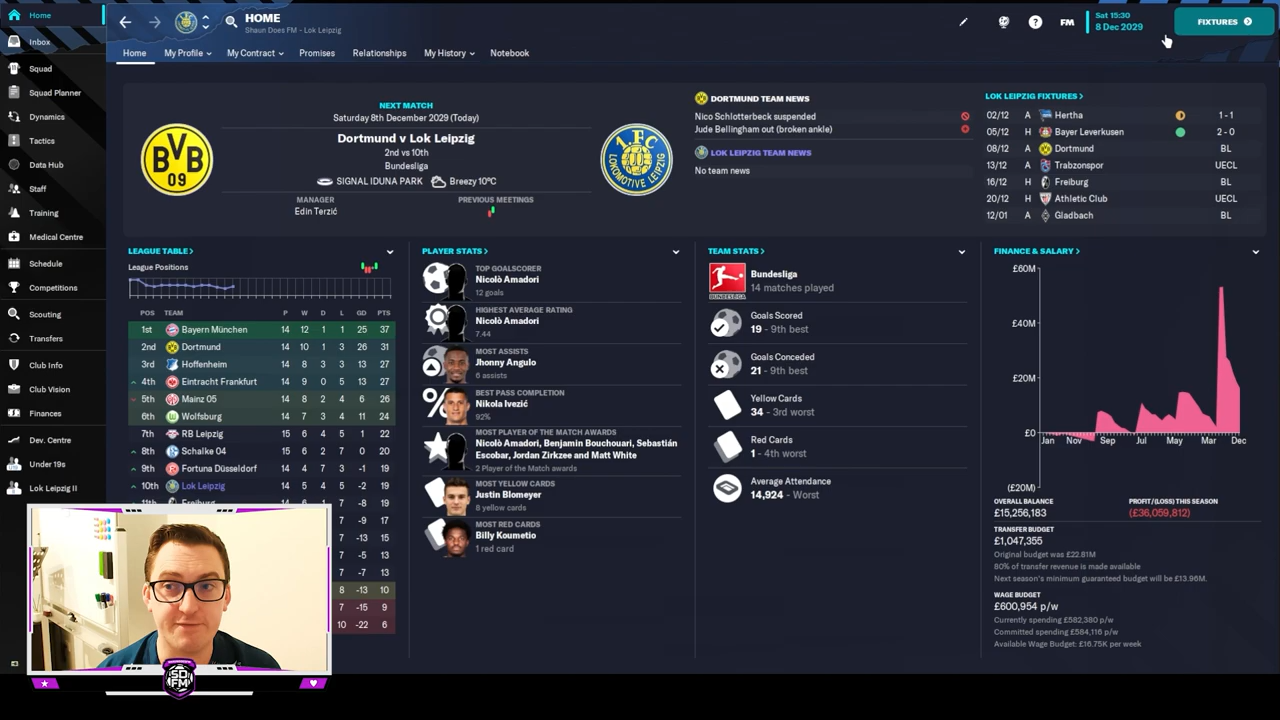 Home
Inbox
Squad
Squad Planner
Dynamics
Tactics
Data Hub
Staff
Training
Medical Centre
Schedule
Competitions
Scouting
Transfers
Club Info
Club Vision
Finances
Dev. Centre
Under 19s
Lok Leipzig II
HOME
Shaun Does FM - Lok Leipzig
FM
Sat 15:30
8 Dec 2029
FIXTURES
Home My Profile My Contract Promises Relationships My History Notebook
NEXT MATCH
Saturday 8th December 2029 (Today)
Dortmund v Lok Leipzig
2nd vs 10th
Bundesliga
SIGNAL IDUNA PARK Breezy 10ºC
MANAGER
Edin Terzić
PREVIOUS MEETINGS
BVB
09
DORTMUND TEAM NEWS
Nico Schlotterbeck suspended
Jude Bellingham out (broken ankle)
LOK LEIPZIG TEAM NEWS
No team news
LOK LEIPZIG FIXTURES >
02/12 A Hertha 1 - 1
05/12 H Bayer Leverkusen 2 - 0
08/12 A Dortmund BL
13/12 A Trabzonspor UECL
16/12 H Freiburg BL
20/12 H Athletic Club UECL
12/01 A Gladbach BL
LEAGUE TABLE >
League Positions
POS TEAM P W D L GD PTS
1st Bayern München 14 12 1 1 25 37
2nd Dortmund 14 10 1 3 26 31
3rd Hoffenheim 14 8 3 3 13 27
4th Eintracht Frankfurt 14 9 0 5 13 27
5th Mainz 05 14 8 2 4 6 26
6th Wolfsburg 14 7 3 4 11 24
7th RB Leipzig 15 6 4 5 1 22
8th Schalke 04 15 6 2 7 0 20
9th Fortuna Düsseldorf 14 4 7 3 -1 19
10th Lok Leipzig 14 5 4 5 -2 19
11th Freiburg 7 -8 19
7 -9 17
7 -13 15
7 -5 13
7 -7 13
8 -13 10
7 -15 9
10 -22 6
PLAYER STATS >
TOP GOALSCORER
Nicolò Amadori
12 goals
HIGHEST AVERAGE RATING
Nicolò Amadori
7.44
MOST ASSISTS
Jhonny Angulo
6 assists
BEST PASS COMPLETION
Nikola Ivezić
92%
MOST PLAYER OF THE MATCH AWARDS
Nicolò Amadori, Benjamin Bouchouari, Sebastián
Escobar, Jordan Zirkzee and Matt White
2 Player of the Match awards
MOST YELLOW CARDS
Justin Blomeyer
8 yellow cards
MOST RED CARDS
Billy Koumetio
1 red card
TEAM STATS >
BUNDESLIGA
Bundesliga
14 matches played
Goals Scored
19 - 9th best
Goals Conceded
21 - 9th best
Yellow Cards
34 - 3rd worst
Red Cards
1 - 4th worst
Average Attendance
14,924 - Worst
FINANCE & SALARY >
£60M
£40M
£20M
£0
(£20M)
Jan Nov Sep Jul May Mar Dec
OVERALL BALANCE
£15,256,183
PROFIT/(LOSS) THIS SEASON
(£36,059,812)
TRANSFER BUDGET
£1,047,355
Original budget was £22.81M
80% of transfer revenue is made available
Next season's minimum guaranteed budget will be £13.96M.
WAGE BUDGET
£600,954 p/w
Currently spending £582,380 p/w
Committed spending £584,116 p/w
Available Wage Budget: £16.75K per week
SD
FM